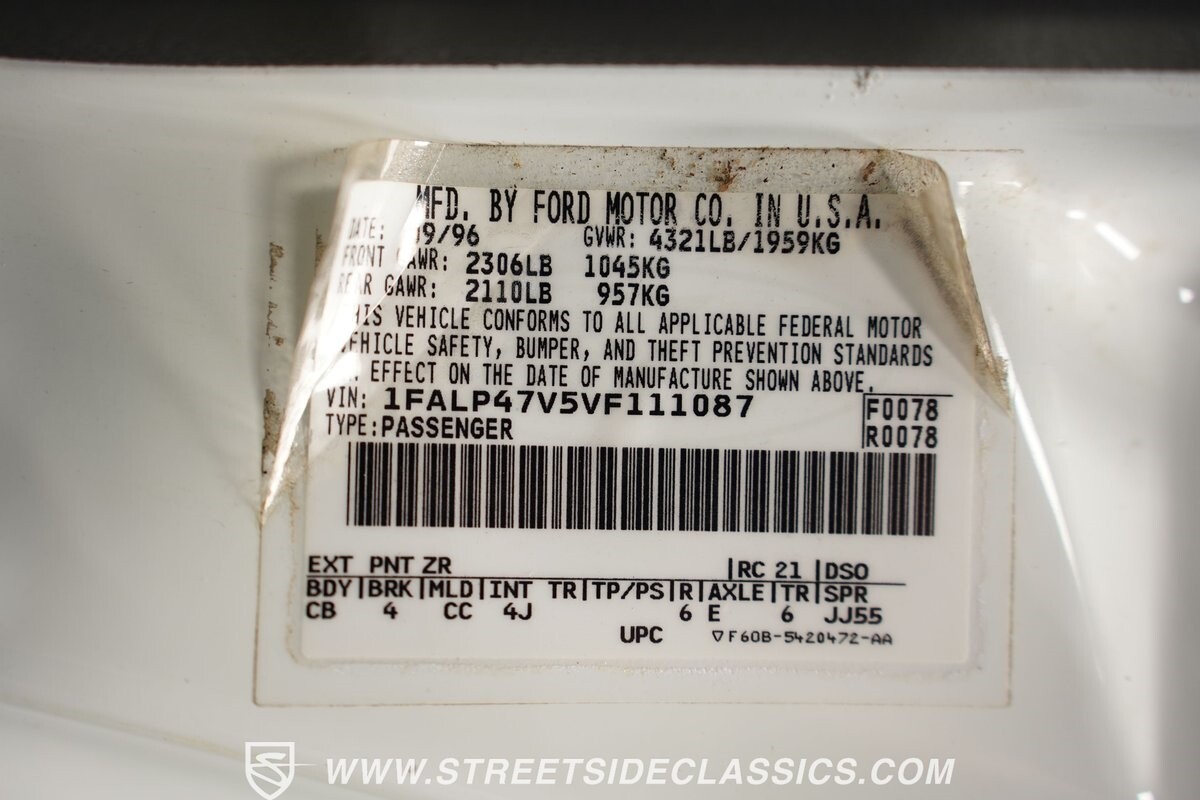 MFD. BY FORD MOTOR CO. IN U.S.A.
DATE: 9/96 GVWR: 4321LB/1959KG
FRONT GAWR: 2306LB 1045KG
REAR GAWR: 2110LB 957KG
THIS VEHICLE CONFORMS TO ALL APPLICABLE FEDERAL MOTOR
VEHICLE SAFETY, BUMPER, AND THEFT PREVENTION STANDARDS
IN EFFECT ON THE DATE OF MANUFACTURE SHOWN ABOVE.
VIN: 1FALP47V5VF111087 F0078
TYPE: PASSENGER R0078
EXT PNT ZR RC 21 DSO
BDY BRK MLD INT TR TP/PS R AXLE TR SPR
CB 4 CC 4J 6 E 6 JJ55
UPC ▽F60B-5420472-AA
WWW.STREETSIDECLASSICS.COM